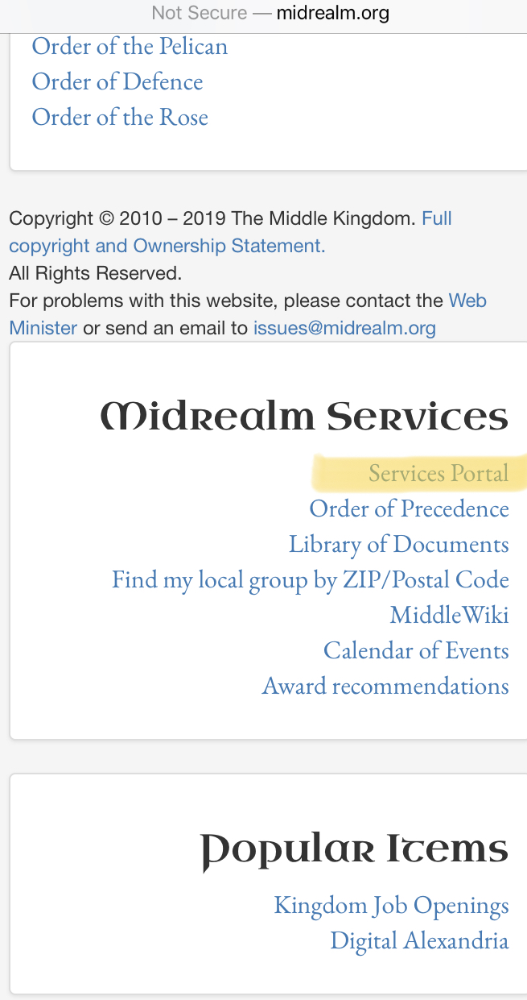 Not Secure — midrealm.org
Order of the Pelican
Order of Defence
Order of the Rose
Copyright © 2010 – 2019 The Middle Kingdom. Full
copyright and Ownership Statement.
All Rights Reserved.
For problems with this website, please contact the Web
Minister or send an email to issues@midrealm.org
Midrealm Services
Services Portal
Order of Precedence
Library of Documents
Find my local group by ZIP/Postal Code
MiddleWiki
Calendar of Events
Award recommendations
Popular Items
Kingdom Job Openings
Digital Alexandria